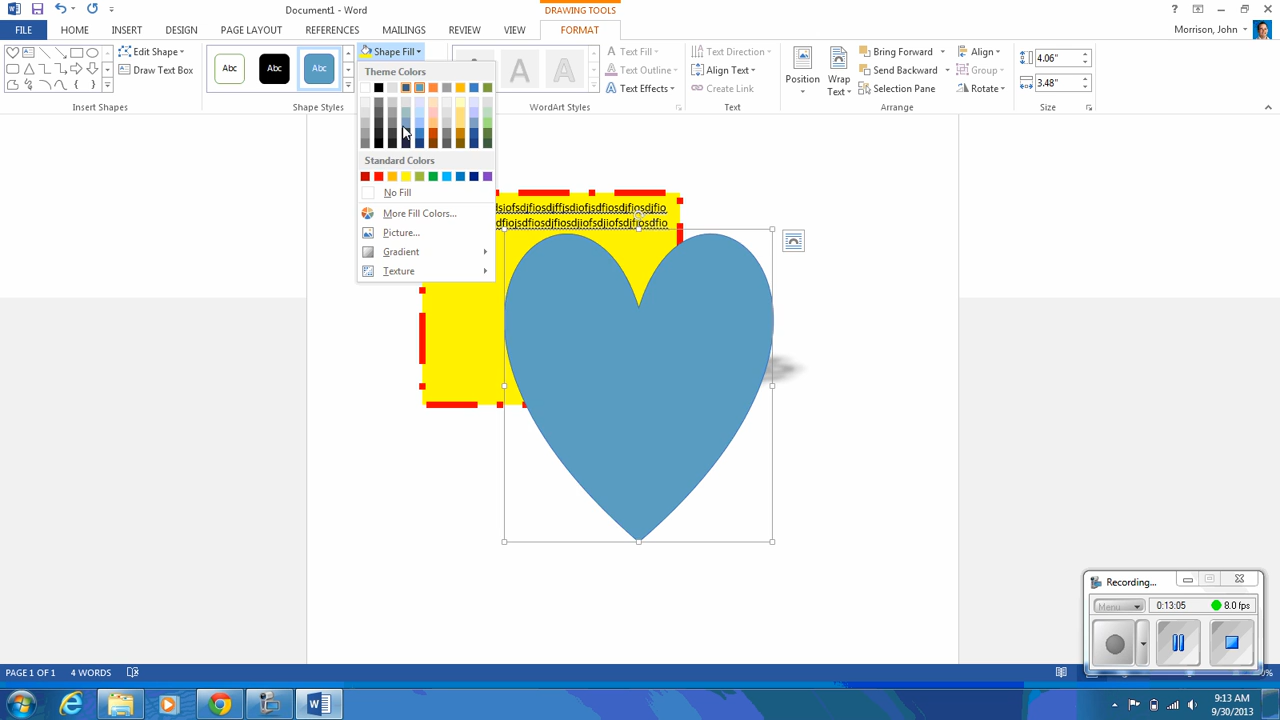 Document1 - Word
DRAWING TOOLS
FILE
HOME
INSERT
DESIGN
PAGE LAYOUT
REFERENCES
MAILINGS
REVIEW
VIEW
FORMAT
Morrison, John
Edit Shape
Draw Text Box
Insert Shapes
Abc
Abc
Abc
Shape Styles
Shape Fill
WordArt Styles
Text Fill
Text Outline
Text Effects
Text Direction
Align Text
Create Link
Text
Position
Wrap
Text
Bring Forward
Send Backward
Selection Pane
Align
Group
Rotate
Arrange
4.06"
3.48"
Size
Theme Colors
Standard Colors
No Fill
More Fill Colors...
Picture...
Gradient
Texture
Recording...
Menu
0:13:05
8.0 fps
PAGE 1 OF 1
4 WORDS
9:13 AM
9/30/2013